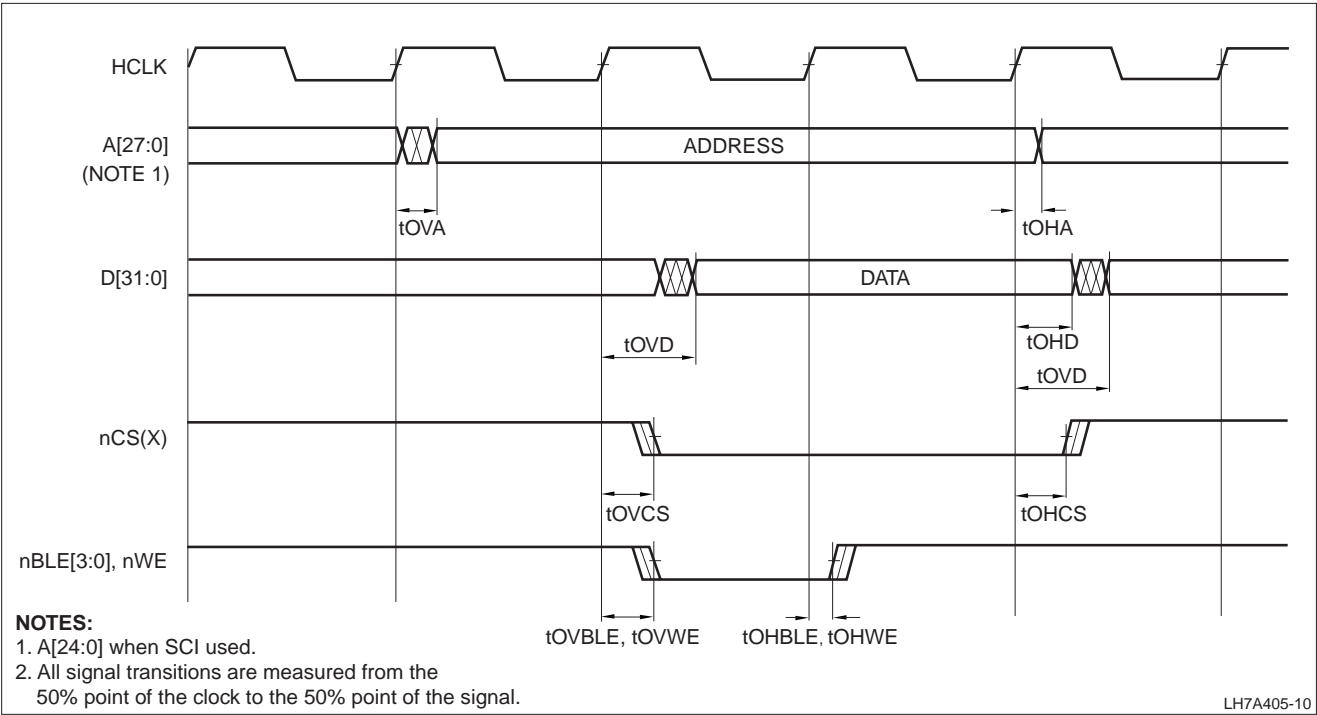 HCLK
A[27:0]
(NOTE 1)
ADDRESS
tOVA
tOHA
D[31:0]
DATA
tOVD
tOHD
tOVD
nCS(X)
tOVCS
tOHCS
nBLE[3:0], nWE
tOVBLE, tOVWE
tOHBLE, tOHWE
NOTES:
1. A[24:0] when SCI used.
2. All signal transitions are measured from the
50% point of the clock to the 50% point of the signal.
LH7A405-10